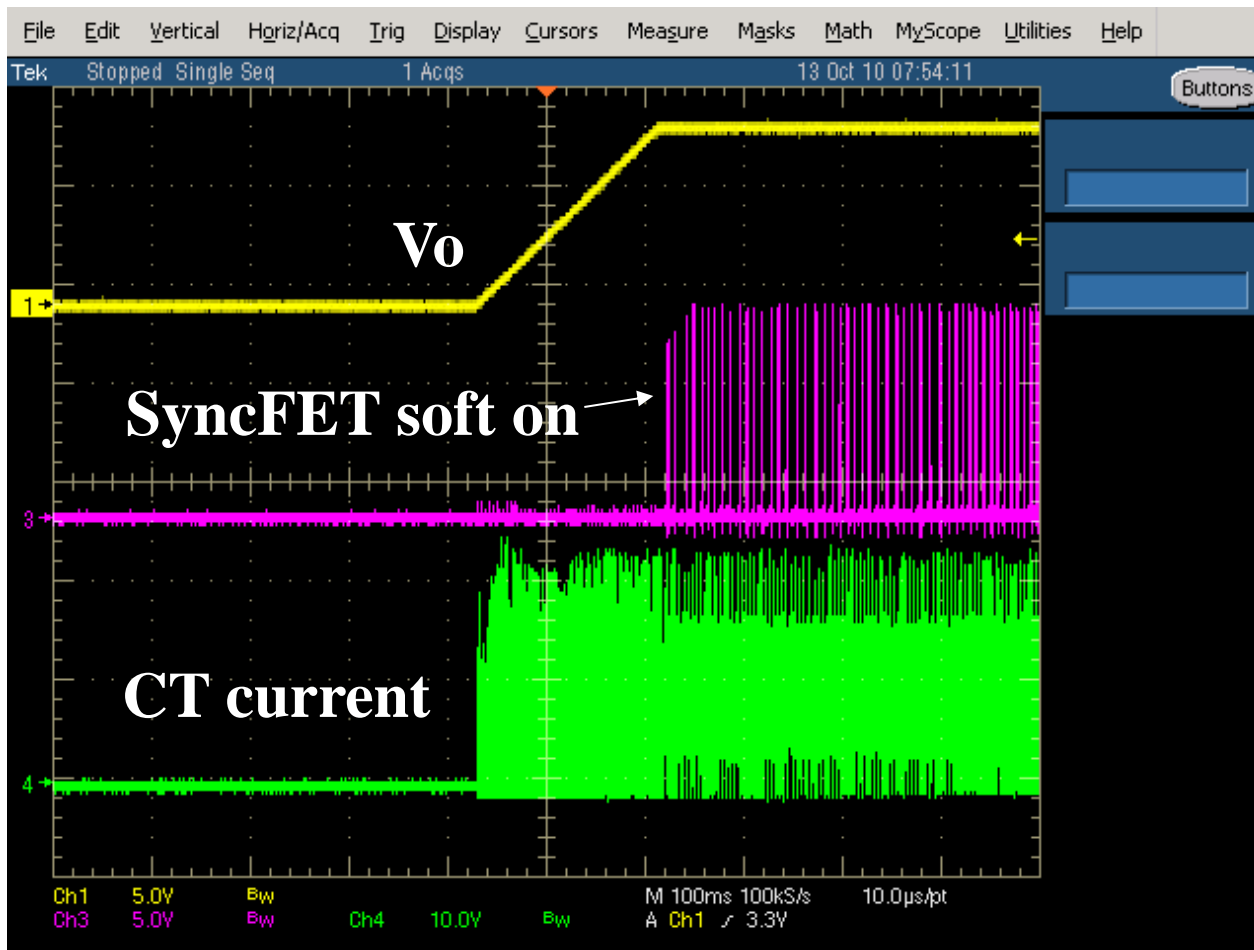 File Edit Vertical Horiz/Acq Trig Display Cursors Measure Masks Math MyScope Utilities Help
Tek Stopped Single Seq 1 Acqs 13 Oct 10 07:54:11
Buttons
Vo
1
SyncFET soft on
3
CT current
4
Ch1 5.0V BW M 100ms 100kS/s 10.0µs/pt
Ch3 5.0V BW Ch4 10.0V BW A Ch1 ∕ 3.3V